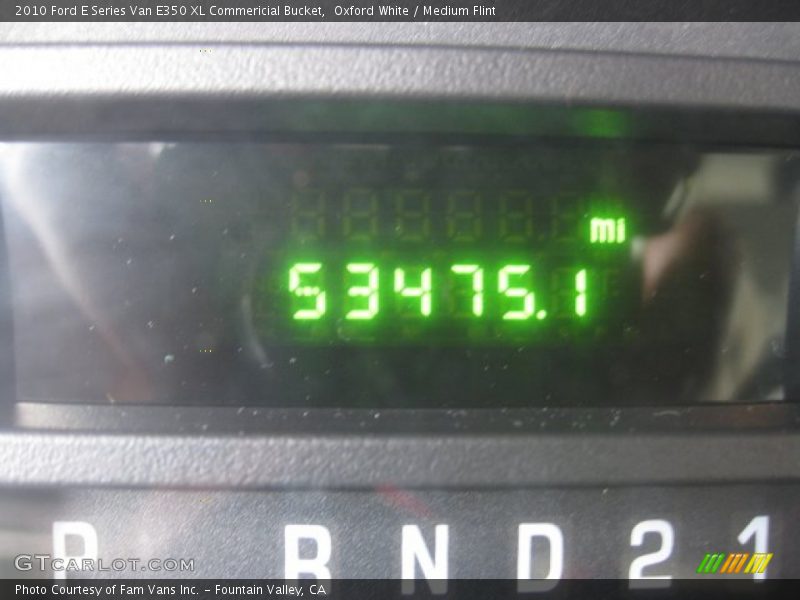 2010 Ford E Series Van E350 XL Commericial Bucket, Oxford White / Medium Flint
mi
53475.1
P R N D 2 1
GTCARLOT.COM
Photo Courtesy of Fam Vans Inc. - Fountain Valley, CA